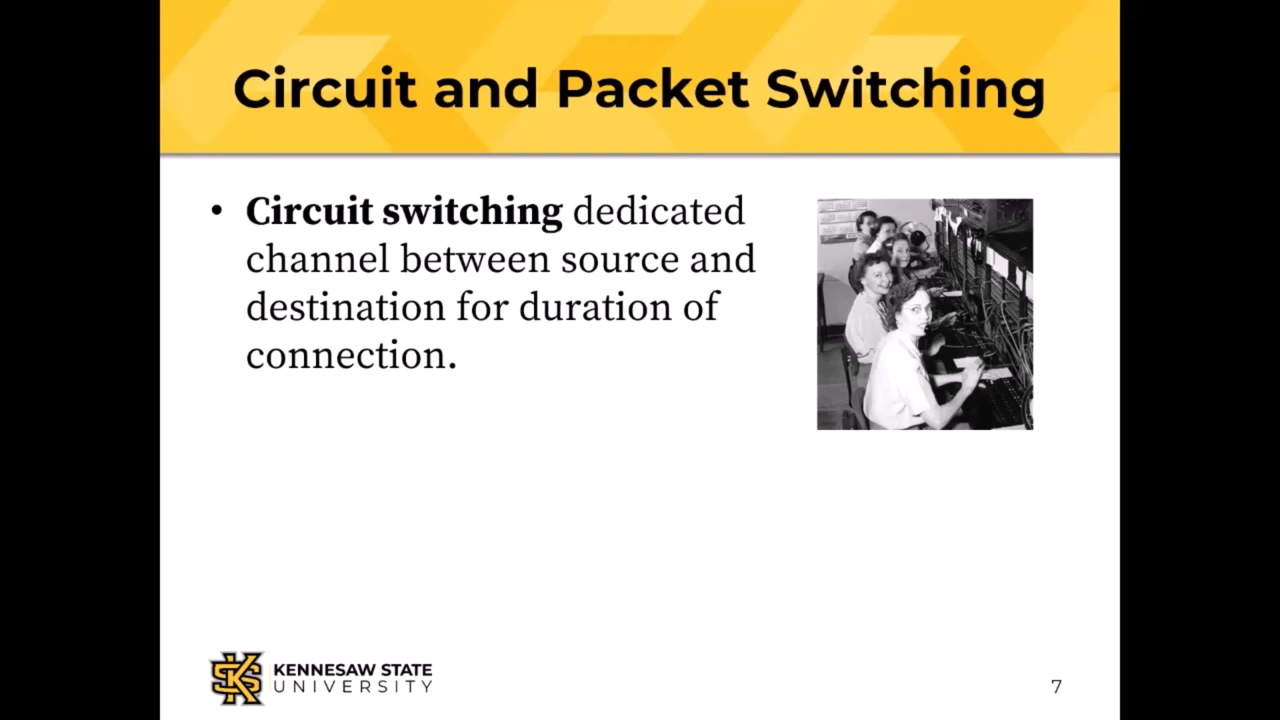 Circuit and Packet Switching
• Circuit switching dedicated
channel between source and
destination for duration of
connection.
KENNESAW STATE
UNIVERSITY
7